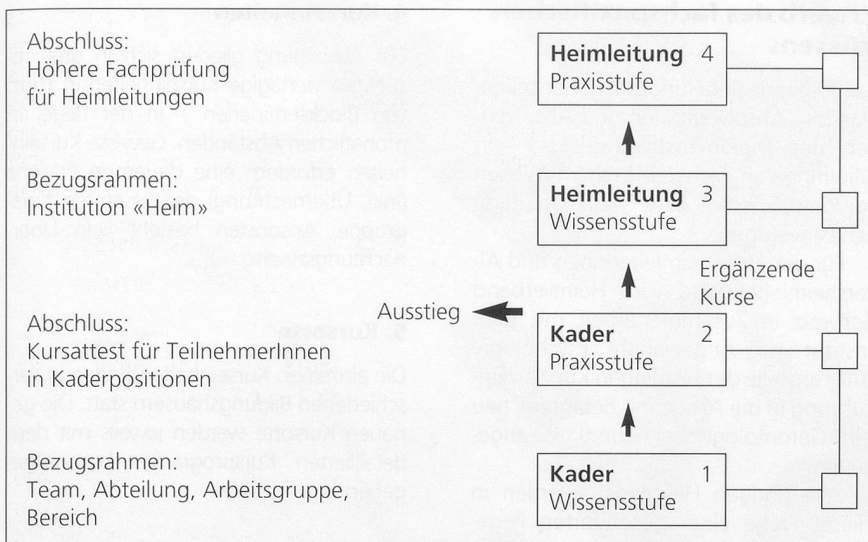 Abschluss:
Höhere Fachprüfung
für Heimleitungen
Heimleitung 4
Praxisstufe
Bezugsrahmen:
Institution «Heim»
Heimleitung 3
Wissensstufe
Ergänzende
Kurse
Ausstieg
Abschluss:
Kursattest für TeilnehmerInnen
in Kaderpositionen
Kader 2
Praxisstufe
Bezugsrahmen:
Team, Abteilung, Arbeitsgruppe,
Bereich
Kader 1
Wissensstufe